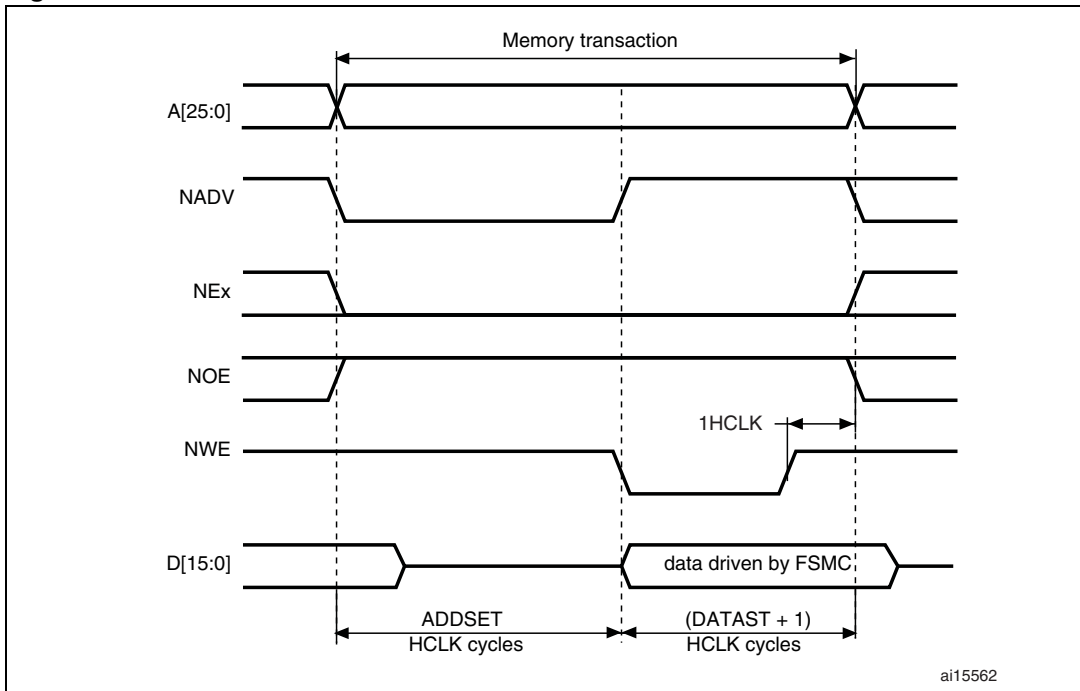 Memory transaction
A[25:0]
NADV
NEx
NOE
1HCLK
NWE
D[15:0]
data driven by FSMC
ADDSET
HCLK cycles
(DATAST + 1)
HCLK cycles
ai15562